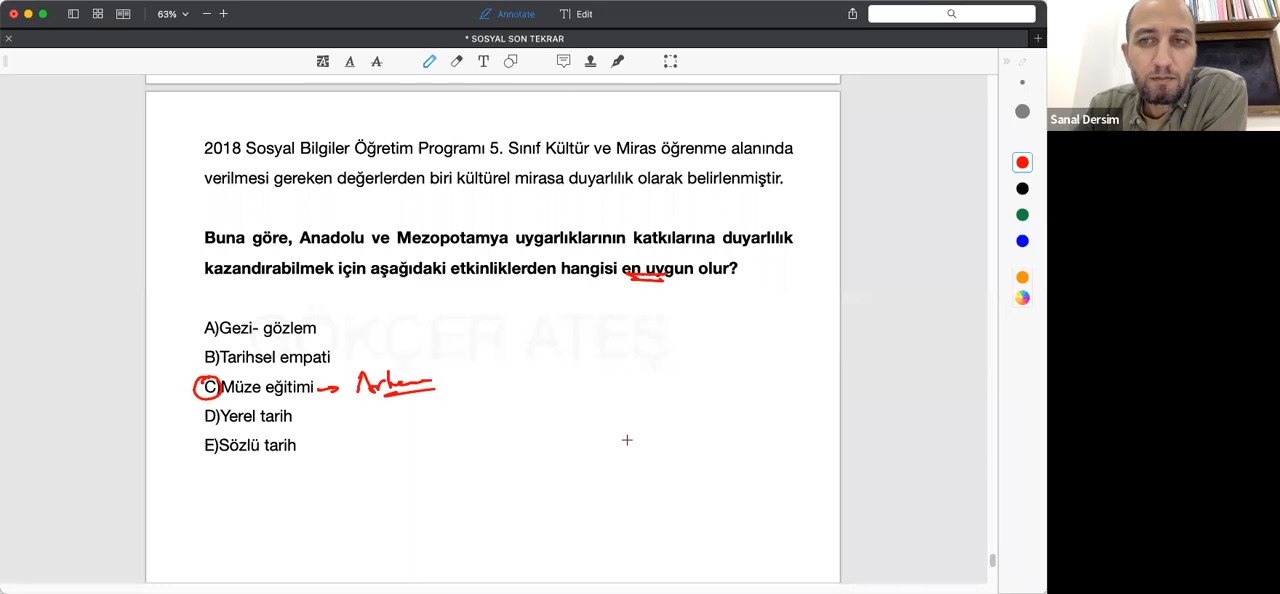 63%
Annotate
Edit
* SOSYAL SON TEKRAR
Sanal Dersim
2018 Sosyal Bilgiler Öğretim Programı 5. Sınıf Kültür ve Miras öğrenme alanında
verilmesi gereken değerlerden biri kültürel mirasa duyarlılık olarak belirlenmiştir.
Buna göre, Anadolu ve Mezopotamya uygarlıklarının katkılarına duyarlılık
kazandırabilmek için aşağıdaki etkinliklerden hangisi en uygun olur?
GÖKÇER ATEŞ
A)Gezi- gözlem
B)Tarihsel empati
C)Müze eğitimi
D)Yerel tarih
E)Sözlü tarih